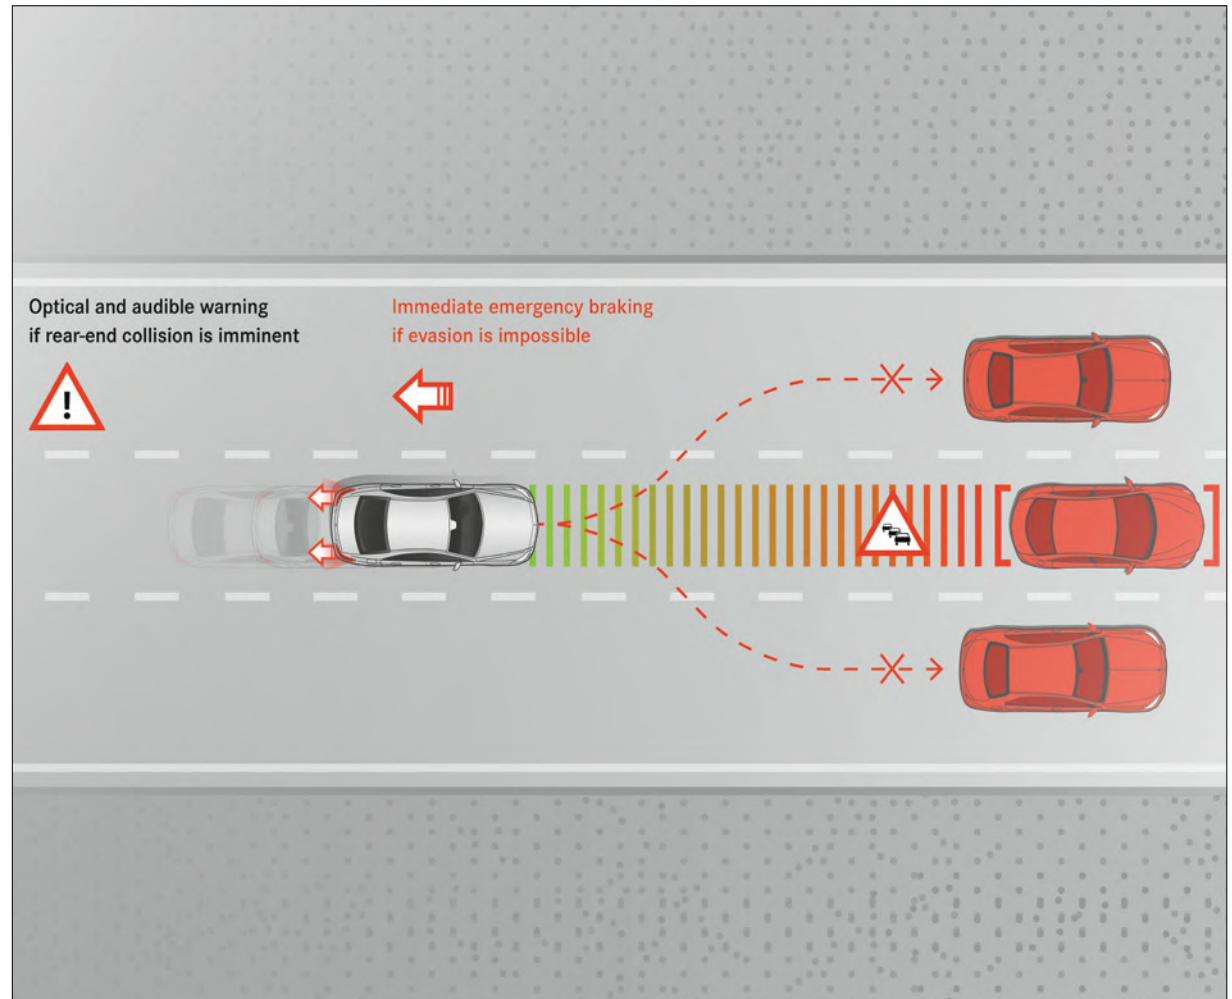 Optical and audible warning
if rear-end collision is imminent
!
Immediate emergency braking
if evasion is impossible